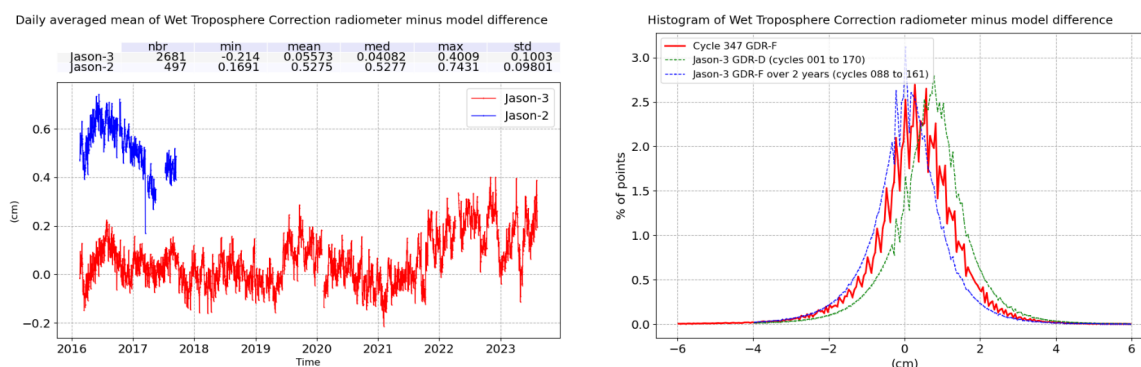 Daily averaged mean of Wet Troposphere Correction radiometer minus model difference
nbr min mean med max std
Jason-3 2681 -0.214 0.05573 0.04082 0.4009 0.1003
Jason-2 497 0.1691 0.5275 0.5277 0.7431 0.09801
Jason-3
Jason-2
0.6
0.4
0.2
0.0
−0.2
(cm)
2016 2017 2018 2019 2020 2021 2022 2023
Time
Histogram of Wet Troposphere Correction radiometer minus model difference
Cycle 347 GDR-F
Jason-3 GDR-D (cycles 001 to 170)
Jason-3 GDR-F over 2 years (cycles 088 to 161)
3.0
2.5
2.0
1.5
1.0
0.5
0.0
% of points
−6 −4 −2 0 2 4 6
(cm)